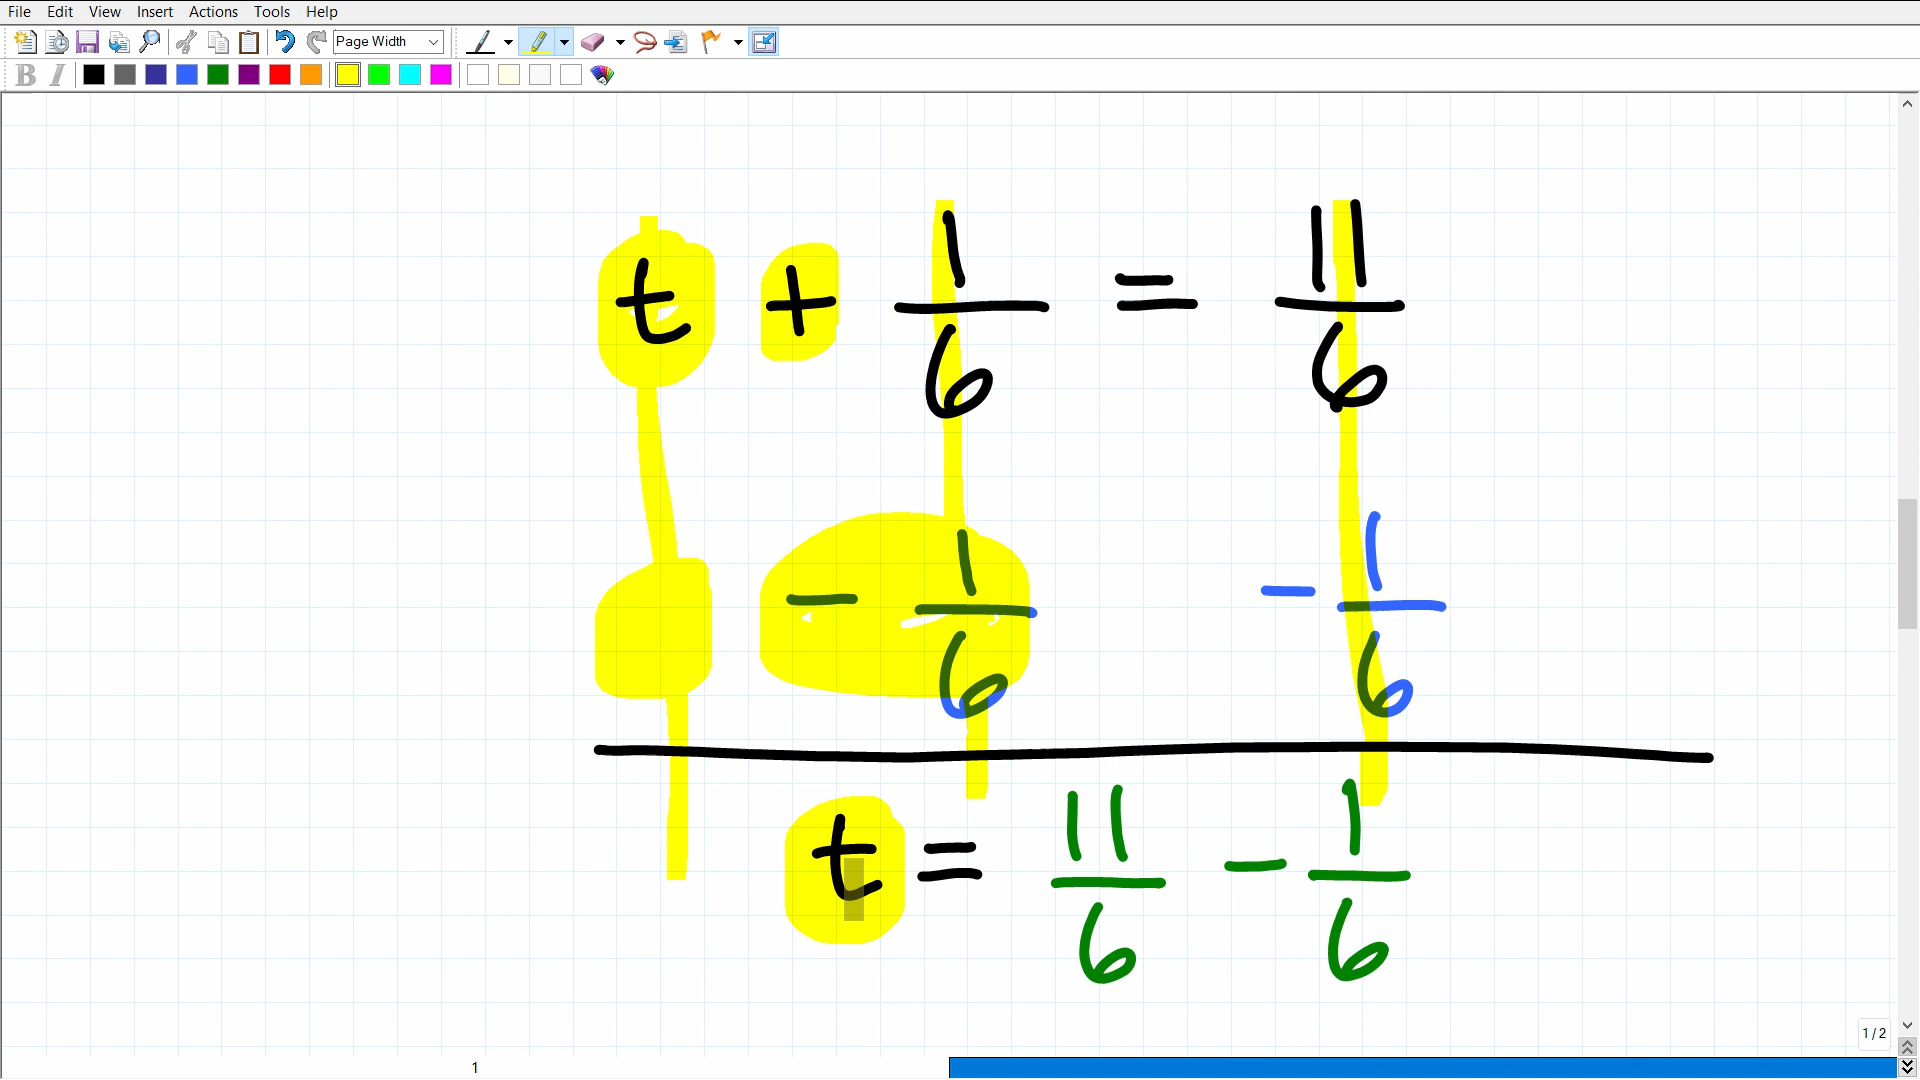 File Edit View Insert Actions Tools Help
Page Width
B I
t + 1/6 = 11/6
- 1/6 - 1/6
t = 11/6 - 1/6
1 / 2
1